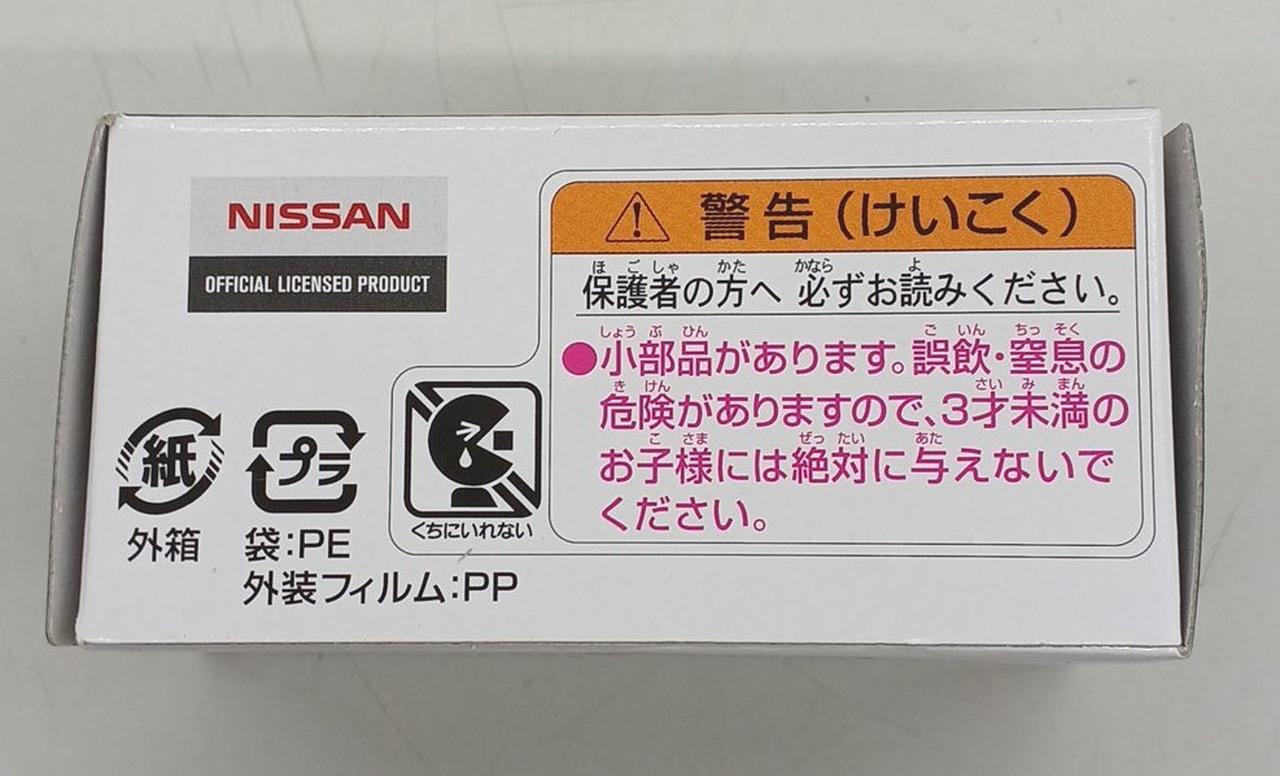 NISSAN
OFFICIAL LICENSED PRODUCT
警告（けいこく）
ほごしゃ かた かなら よ
保護者の方へ 必ずお読みください。
しょうぶひん ごいん ちっそく
●小部品があります。誤飲・窒息の
きけん さいみまん
危険がありますので、3才未満の
こさま ぜったい あた
お子様には絶対に与えないで
ください。
くちにいれない
紙
外箱
プラ
袋:PE
外装フィルム:PP